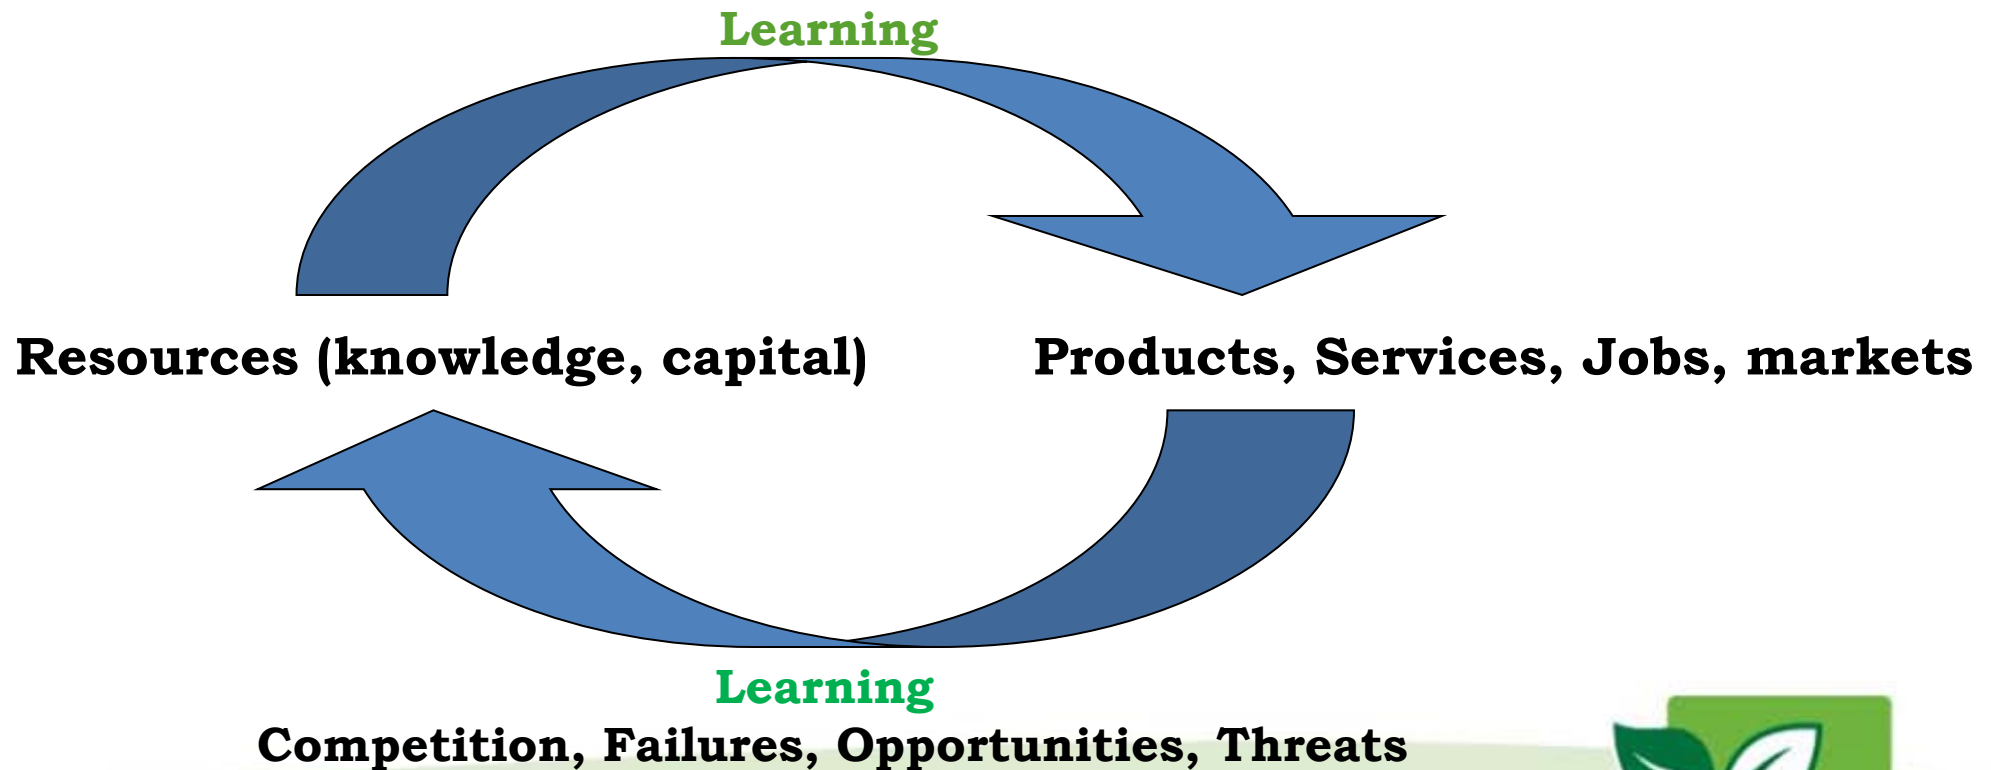 Learning
Resources (knowledge, capital)
Products, Services, Jobs, markets
Learning
Competition, Failures, Opportunities, Threats